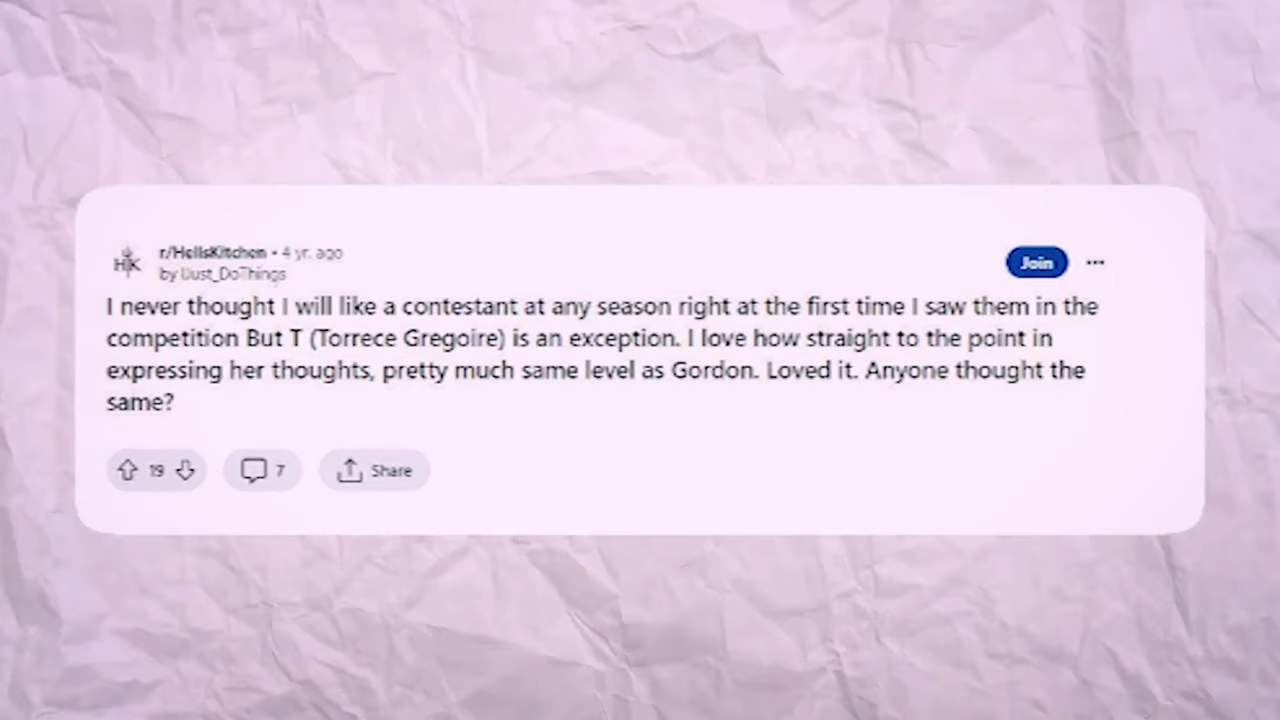 HK
r/HellsKitchen • 4 yr. ago
by IJust_DoThings
Join
I never thought I will like a contestant at any season right at the first time I saw them in the
competition But T (Torrece Gregoire) is an exception. I love how straight to the point in
expressing her thoughts, pretty much same level as Gordon. Loved it. Anyone thought the
same?
19
7
Share